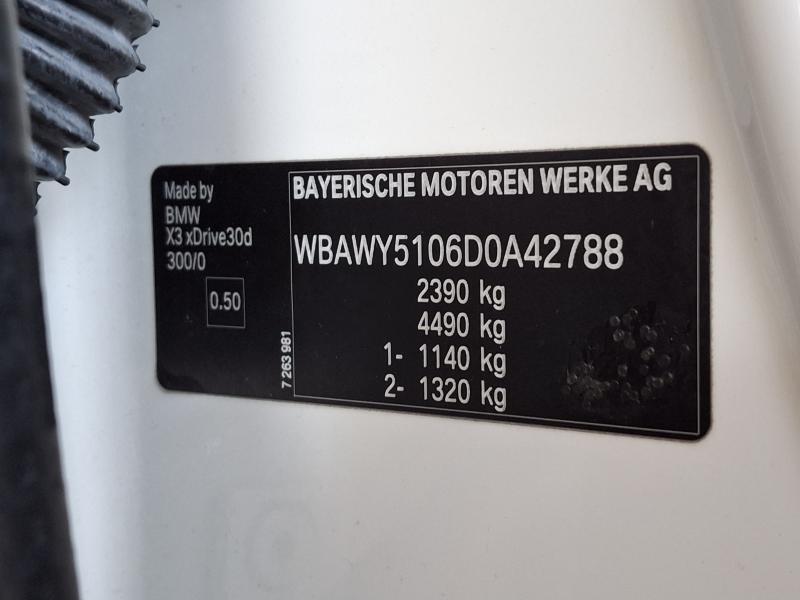 Made by
BMW
X3 xDrive30d
300/0
0.50
7 263 981
BAYERISCHE MOTOREN WERKE AG
WBAWY5106D0A42788
2390 kg
4490 kg
1- 1140 kg
2- 1320 kg